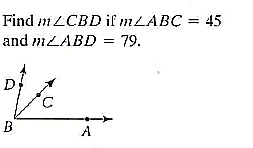 Find m∠CBD if m∠ABC = 45
and m∠ABD = 79.
D
C
B
A